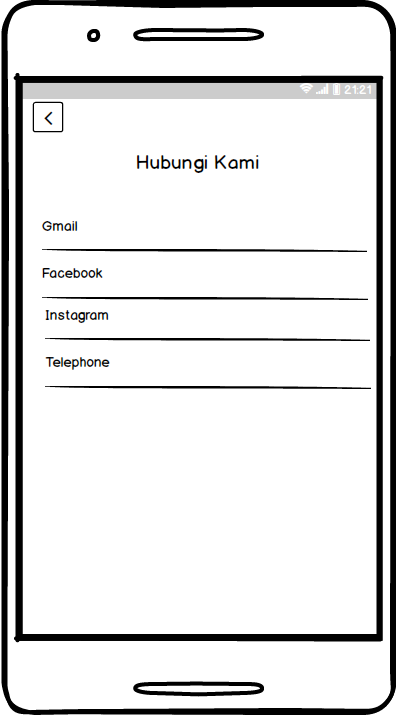 21:21
Hubungi Kami
Gmail
Facebook
Instagram
Telephone